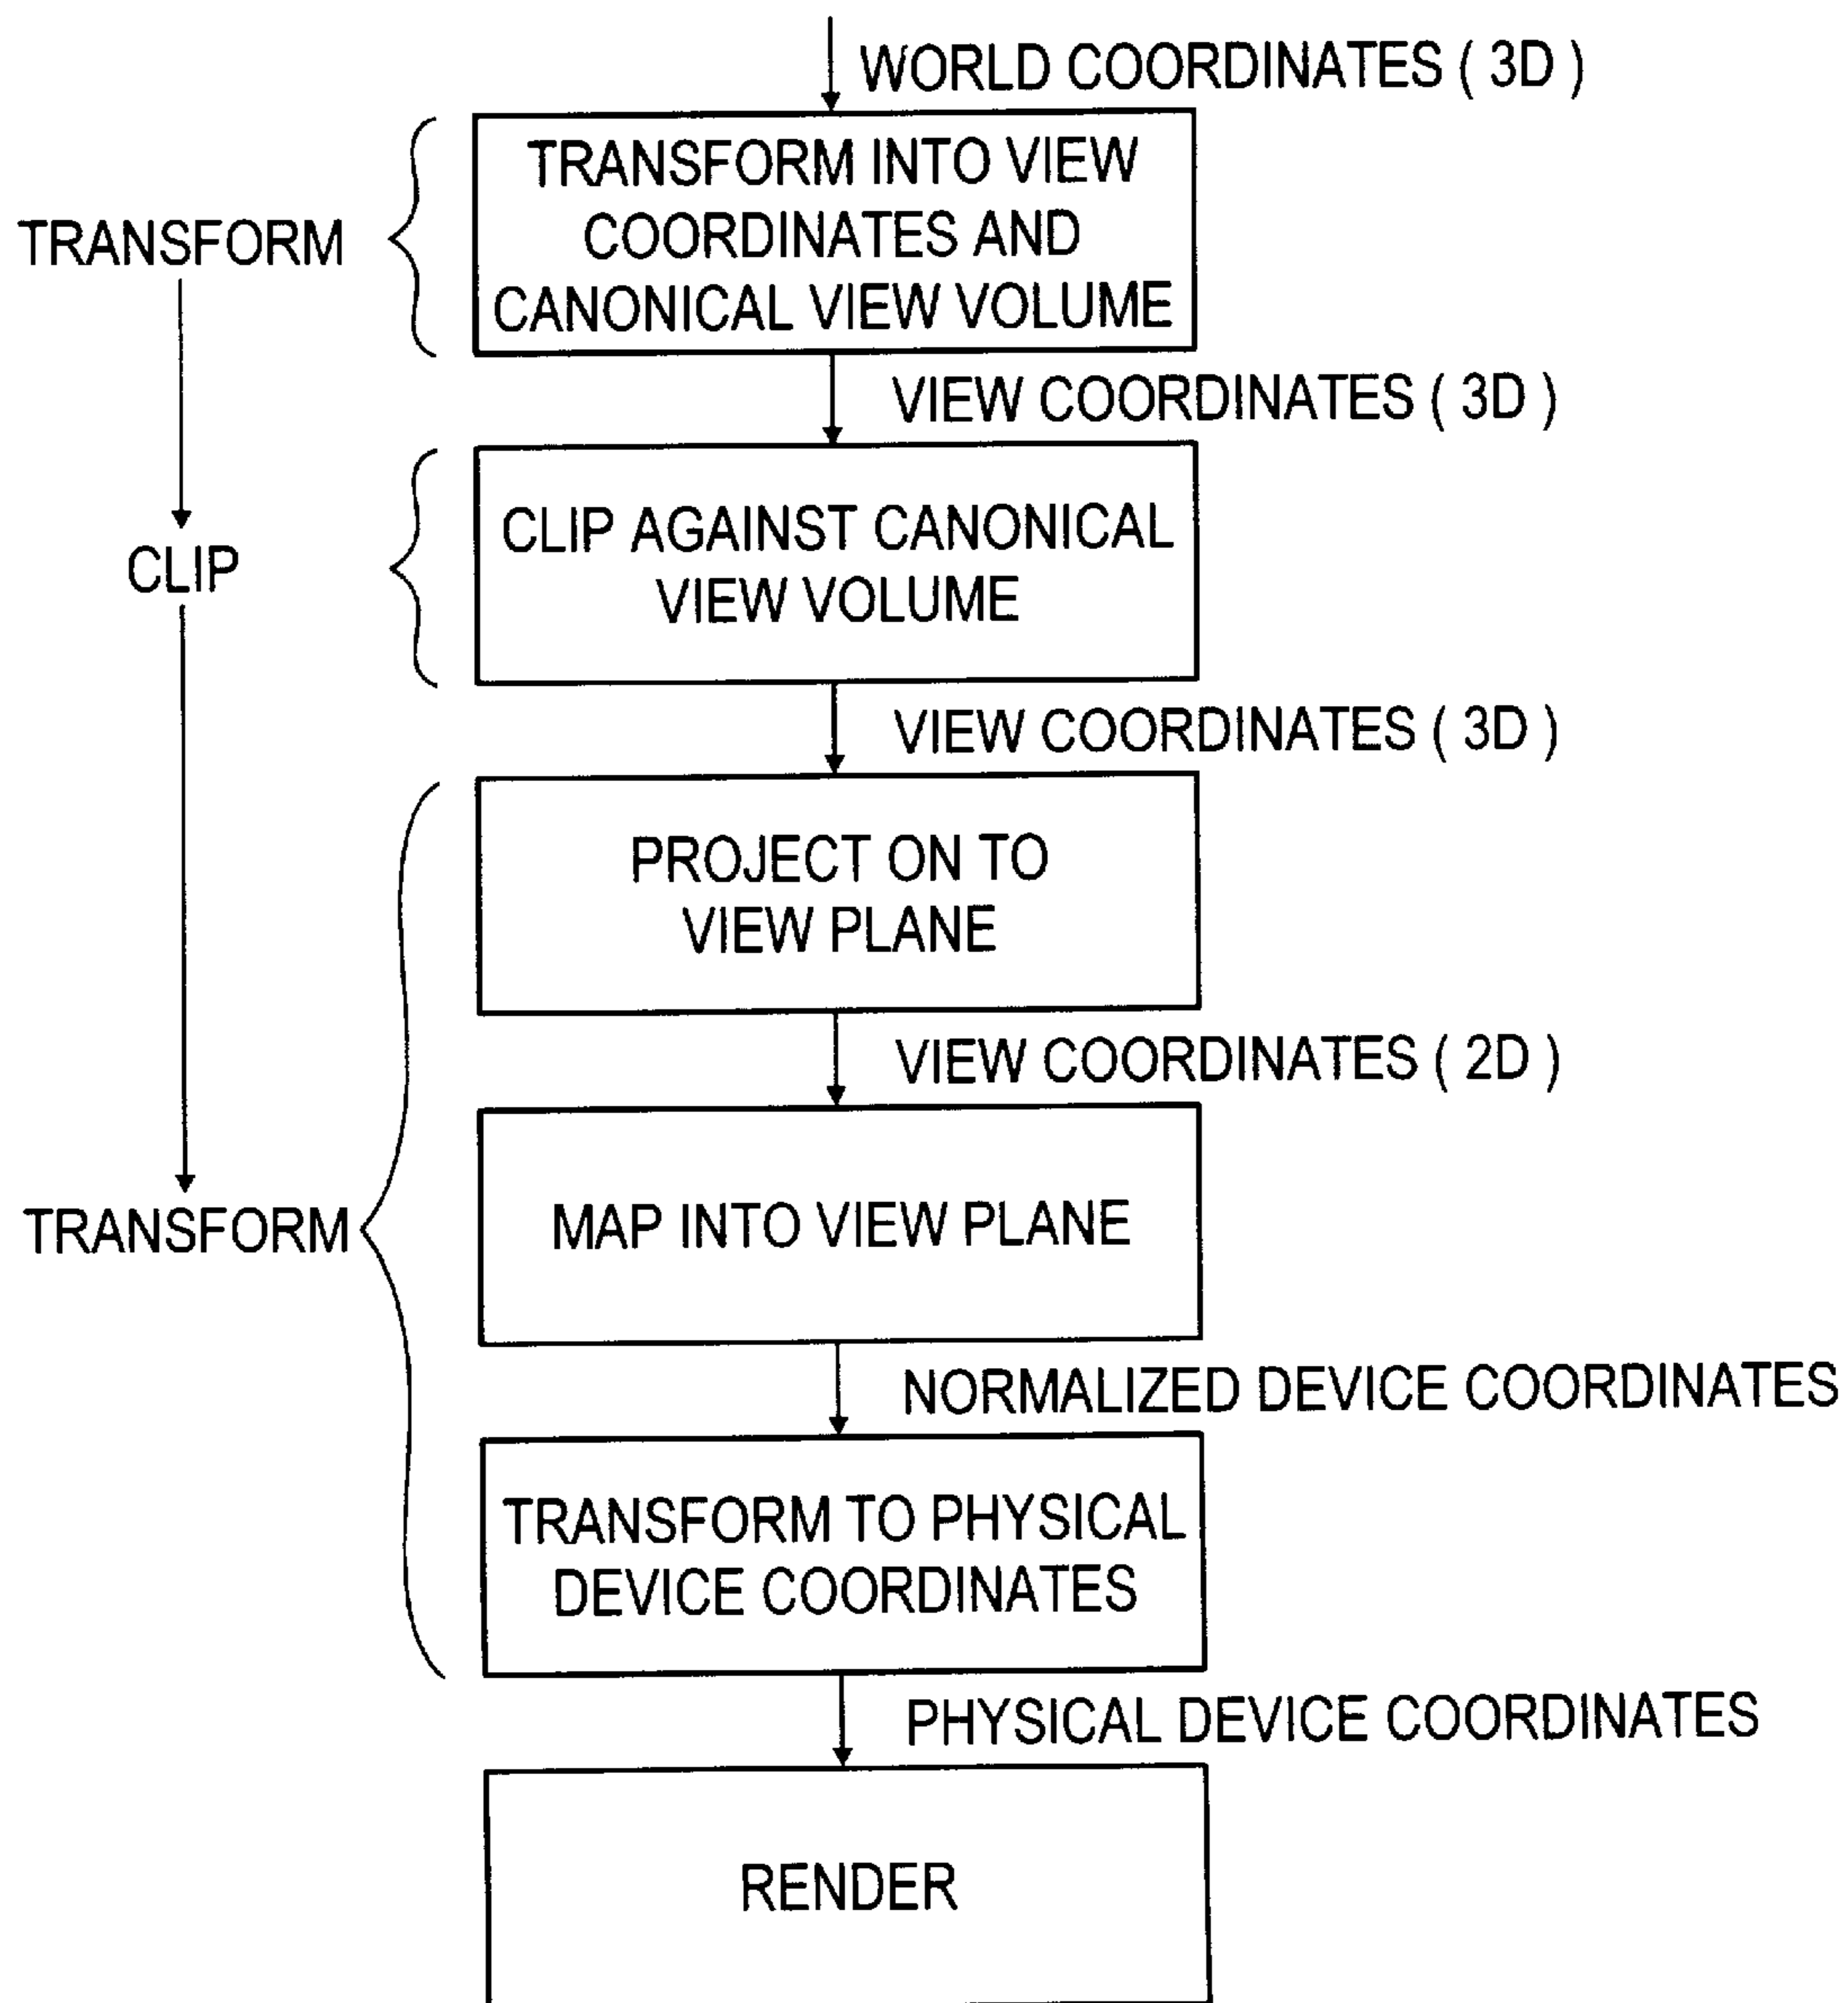 WORLD COORDINATES ( 3D )
TRANSFORM INTO VIEW
COORDINATES AND
CANONICAL VIEW VOLUME
TRANSFORM
VIEW COORDINATES ( 3D )
CLIP AGAINST CANONICAL
VIEW VOLUME
CLIP
VIEW COORDINATES ( 3D )
PROJECT ON TO
VIEW PLANE
VIEW COORDINATES ( 2D )
MAP INTO VIEW PLANE
TRANSFORM
NORMALIZED DEVICE COORDINATES
TRANSFORM TO PHYSICAL
DEVICE COORDINATES
PHYSICAL DEVICE COORDINATES
RENDER